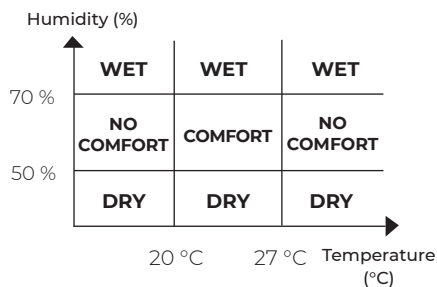 Humidity (%)
WET WET WET
70 %
NO COMFORT COMFORT NO COMFORT
50 %
DRY DRY DRY
20 °C 27 °C Temperature (°C)